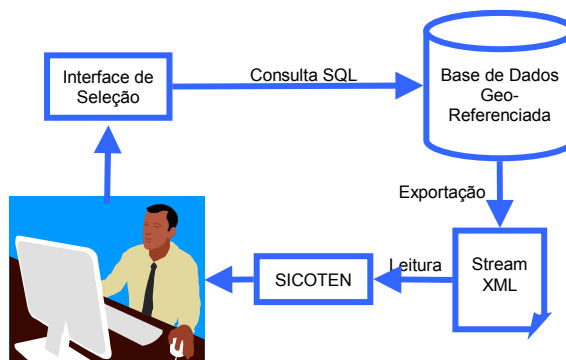 Interface de
Seleção
Consulta SQL
Base de Dados
Geo-
Referenciada
Exportação
Stream
XML
Leitura
SICOTEN